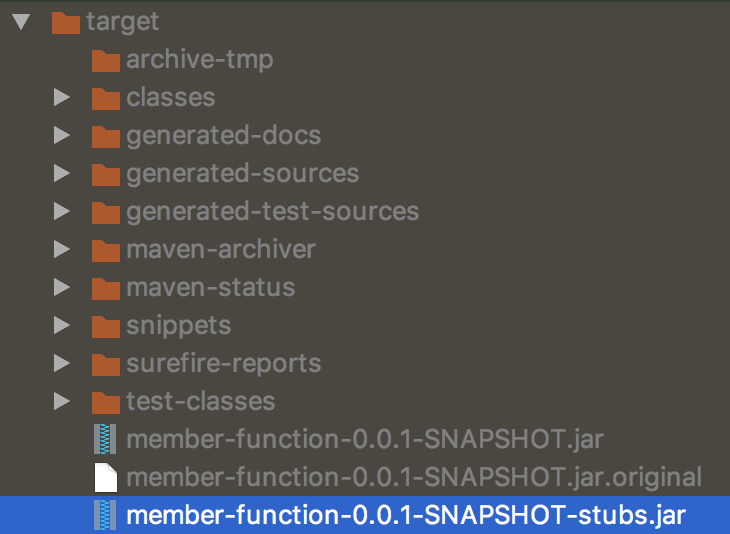 target
archive-tmp
classes
generated-docs
generated-sources
generated-test-sources
maven-archiver
maven-status
snippets
surefire-reports
test-classes
member-function-0.0.1-SNAPSHOT.jar
member-function-0.0.1-SNAPSHOT.jar.original
member-function-0.0.1-SNAPSHOT-stubs.jar